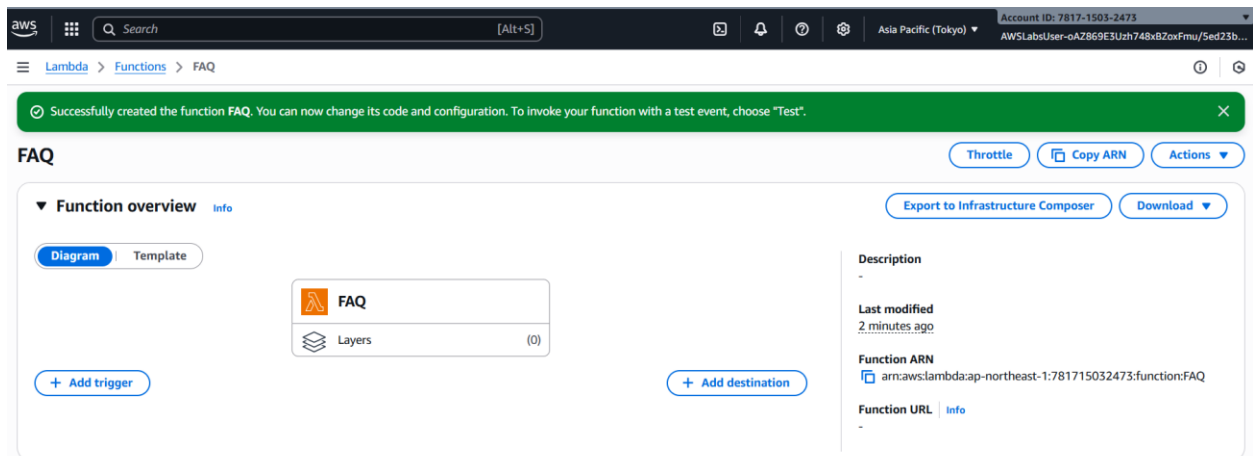 aws
Search [Alt+S]
Asia Pacific (Tokyo) ▼
Account ID: 7817-1503-2473
AWSLabsUser-oAZ869E3Uzh748xBZoxFmu/5ed23b...
Lambda > Functions > FAQ
Successfully created the function FAQ. You can now change its code and configuration. To invoke your function with a test event, choose "Test".
FAQ
Throttle
Copy ARN
Actions ▼
▼ Function overview Info
Export to Infrastructure Composer
Download ▼
Diagram
Template
FAQ
Layers (0)
+ Add trigger
+ Add destination
Description
-
Last modified
2 minutes ago
Function ARN
arn:aws:lambda:ap-northeast-1:781715032473:function:FAQ
Function URL Info
-